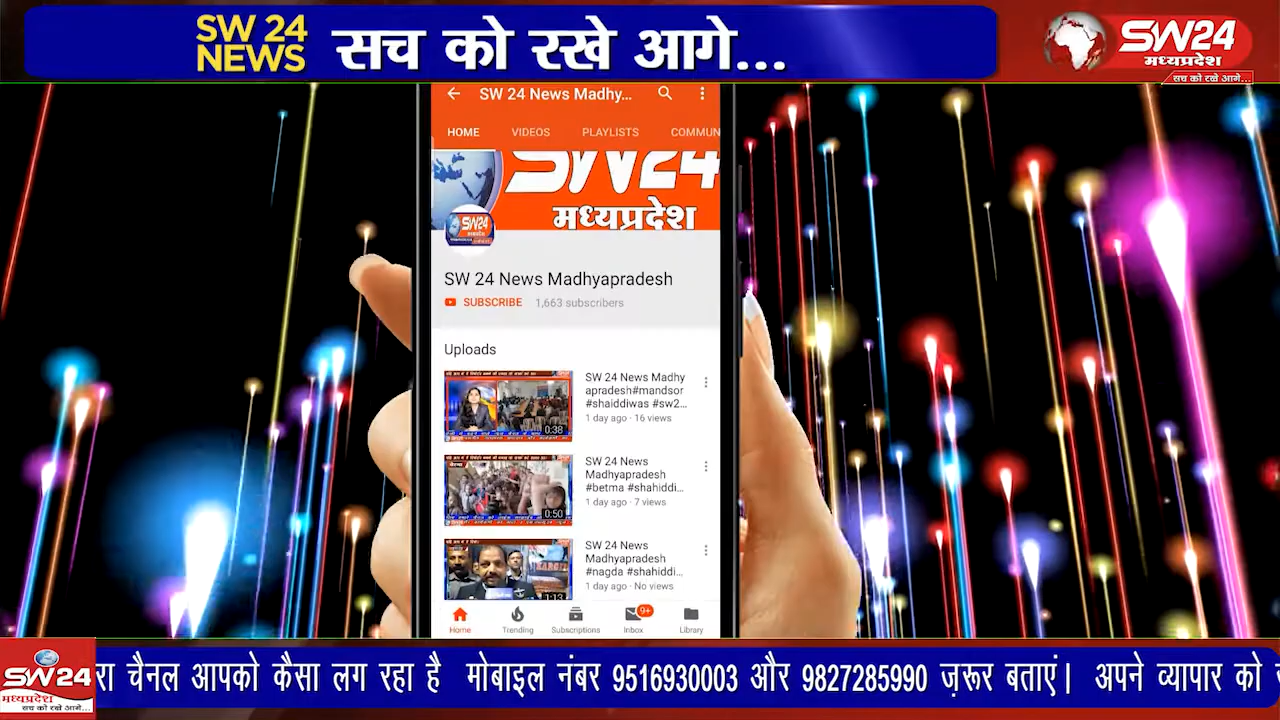 SW 24
NEWS
सच को रखे आगे...
SW24
मध्यप्रदेश
सच को रखे आगे...
SW 24 News Madhy...
HOME VIDEOS PLAYLISTS COMMUN
SW24
मध्यप्रदेश
SW24
SW 24 News Madhyapradesh
SUBSCRIBE 1,663 subscribers
Uploads
SW 24 News Madhy
apradesh#mandsor
#shaiddiwas #sw2...
1 day ago · 16 views
0:38
SW 24 News
Madhyapradesh
#betma #shahiddi...
1 day ago · 7 views
0:50
SW 24 News
Madhyapradesh
#nagda #shahiddi...
1 day ago · No views
1:13
9+
Home Trending Subscriptions Inbox Library
SW24
मध्यप्रदेश
सच को रखे आगे...
रा चैनल आपको कैसा लग रहा है मोबाइल नंबर 9516930003 और 9827285990 ज़रूर बताएं। अपने व्यापार को